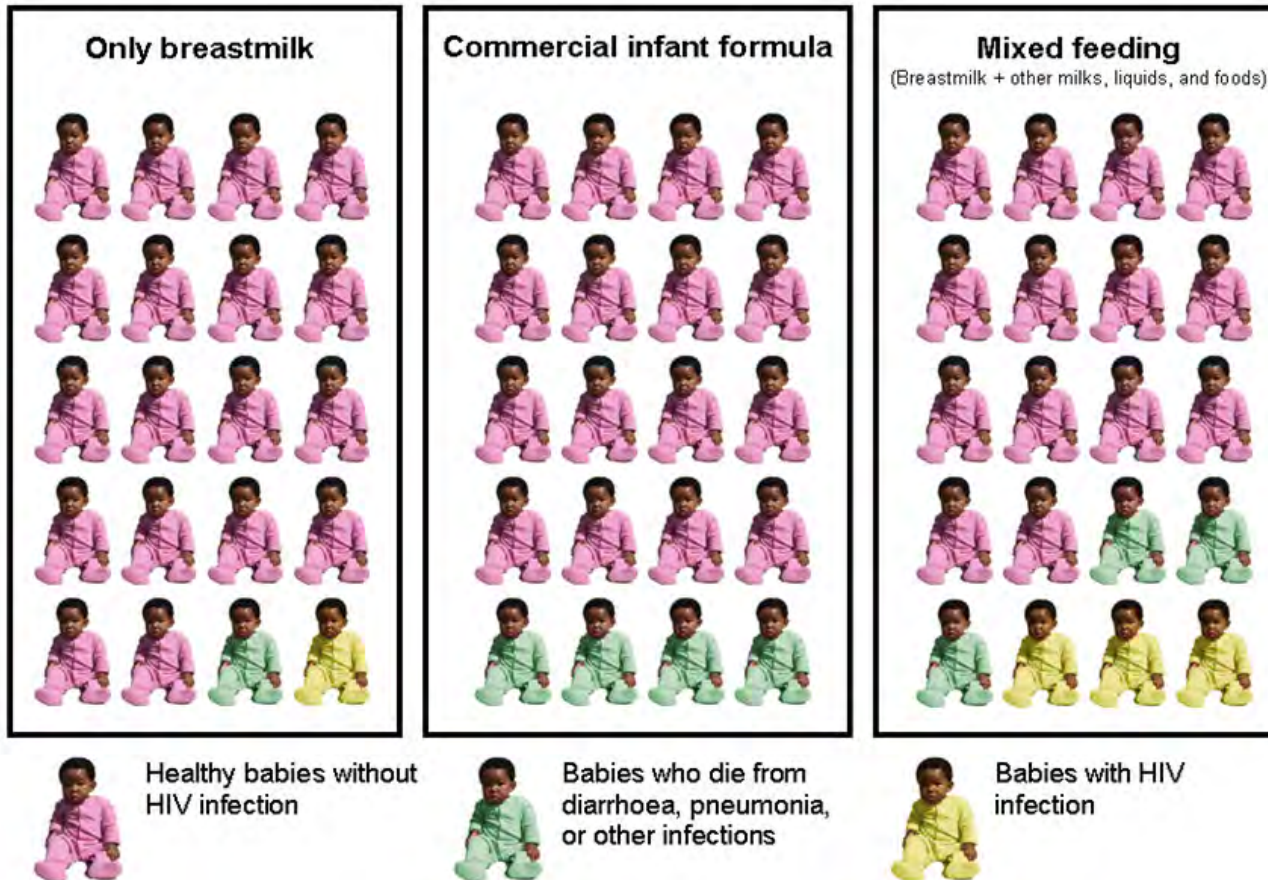 Only breastmilk
Commercial infant formula
Mixed feeding
(Breastmilk + other milks, liquids, and foods)
Healthy babies without
HIV infection
Babies who die from
diarrhoea, pneumonia,
or other infections
Babies with HIV
infection